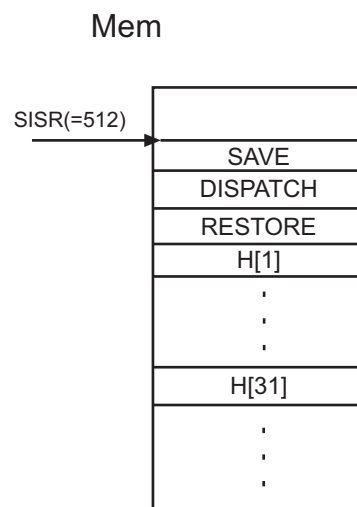 Mem
SISR(=512)
SAVE
DISPATCH
RESTORE
H[1]
H[31]